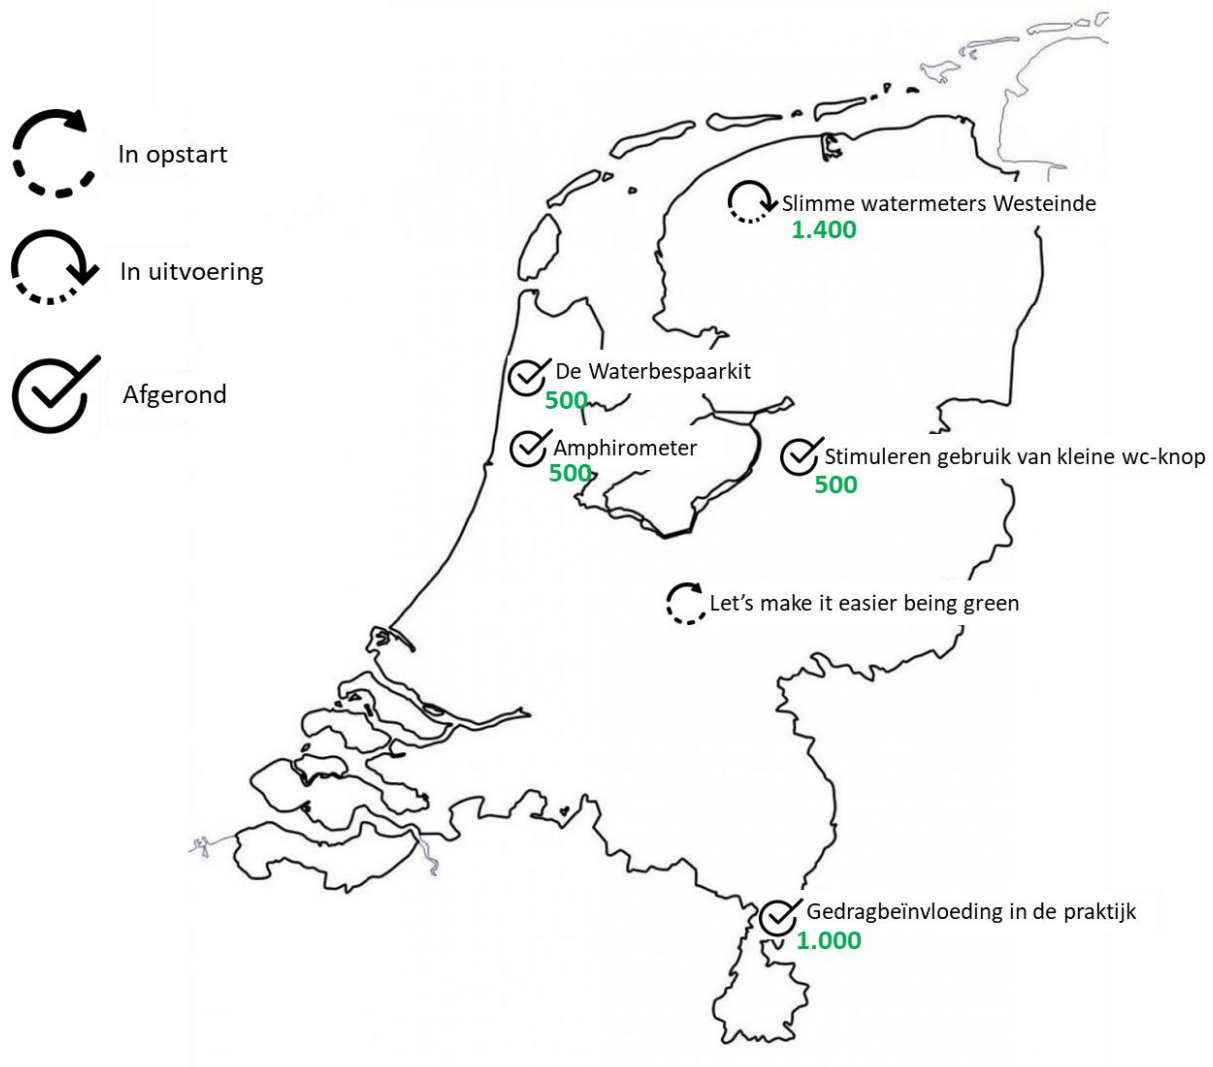 In opstart
In uitvoering
Afgerond
Slimme watermeters Westeinde
1.400
De Waterbespaarkit
500
Amphirometer
500
Stimuleren gebruik van kleine wc-knop
500
Let's make it easier being green
Gedragbeïnvloeding in de praktijk
1.000